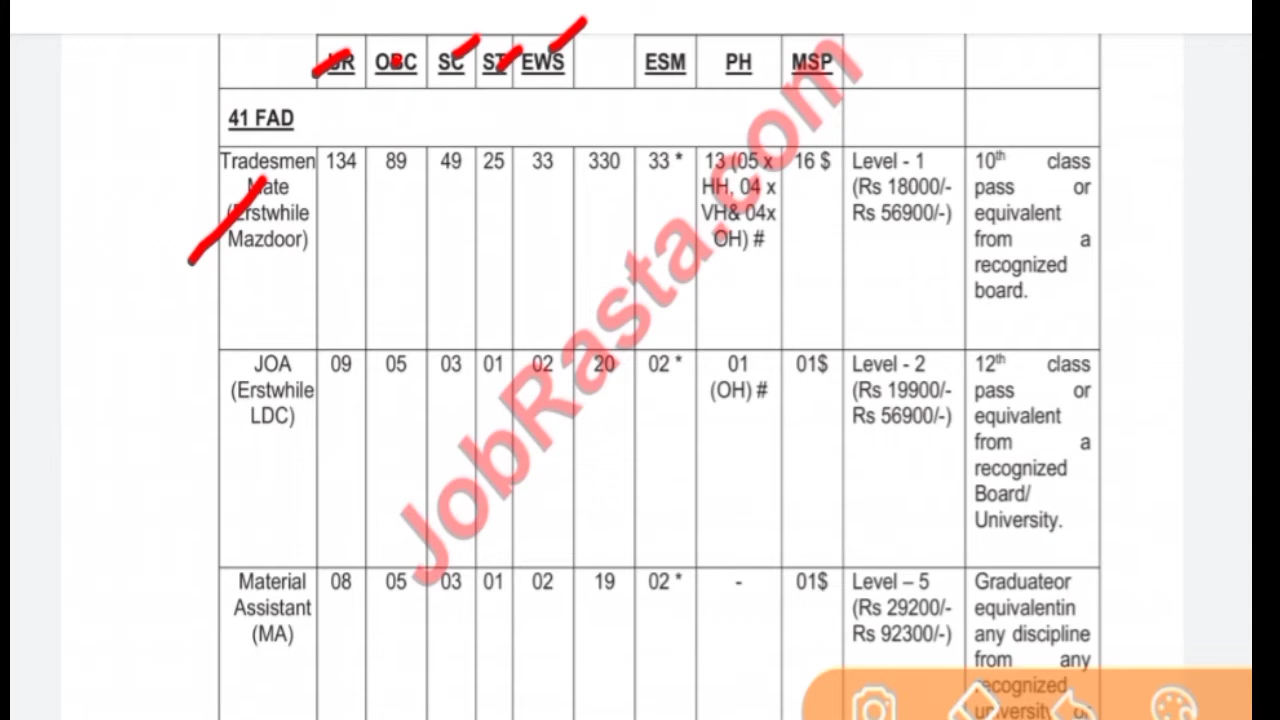 UR OBC SC ST EWS ESM PH MSP
41 FAD
Tradesmen 134 89 49 25 33 330 33 * 13 (05 x 16 $ Level - 1 10th class
Mate HH, 04 x (Rs 18000/- pass or
(Erstwhile VH& 04x Rs 56900/-) equivalent
Mazdoor) OH) # from a
recognized
board.
JOA 09 05 03 01 02 20 02 * 01 01$ Level - 2 12th class
(Erstwhile (OH) # (Rs 19900/- pass or
LDC) Rs 56900/-) equivalent
from a
recognized
Board/
University.
Material 08 05 03 01 02 19 02 * - 01$ Level – 5 Graduateor
Assistant (Rs 29200/- equivalentin
(MA) Rs 92300/-) any discipline
from any
recognized
university or
JobRasta.com